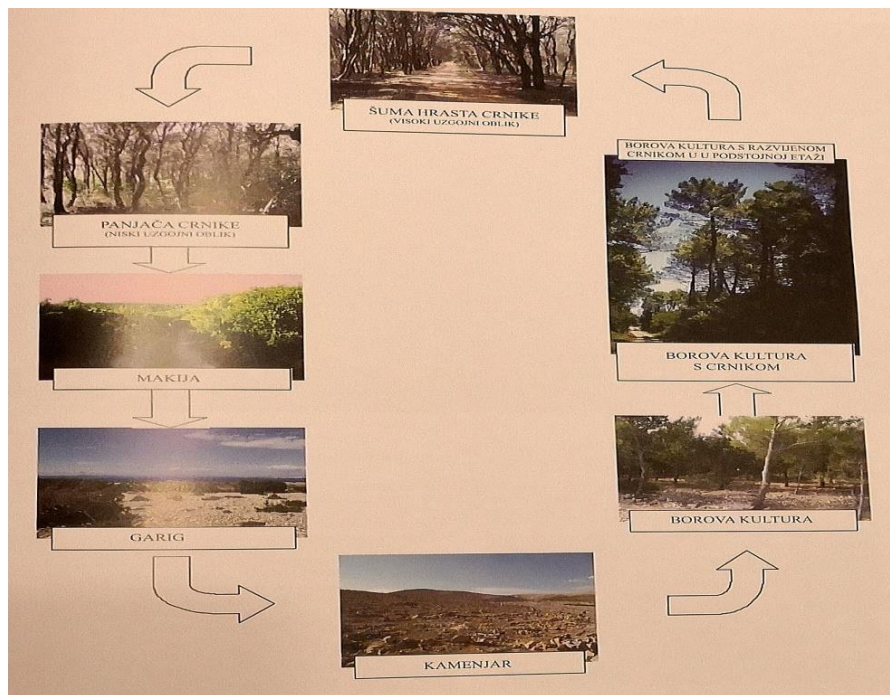 ŠUMA HRASTA CRNIKE
(VISOKI UZGOJNI OBLIK)
PANJAČA CRNIKE
(NISKI UZGOJNI OBLIK)
MAKIJA
GARIG
KAMENJAR
BOROVA KULTURA
BOROVA KULTURA
S CRNIKOM
BOROVA KULTURA S RAZVIJENOM
CRNIKOM U U PODSTOJNOJ ETAŽI